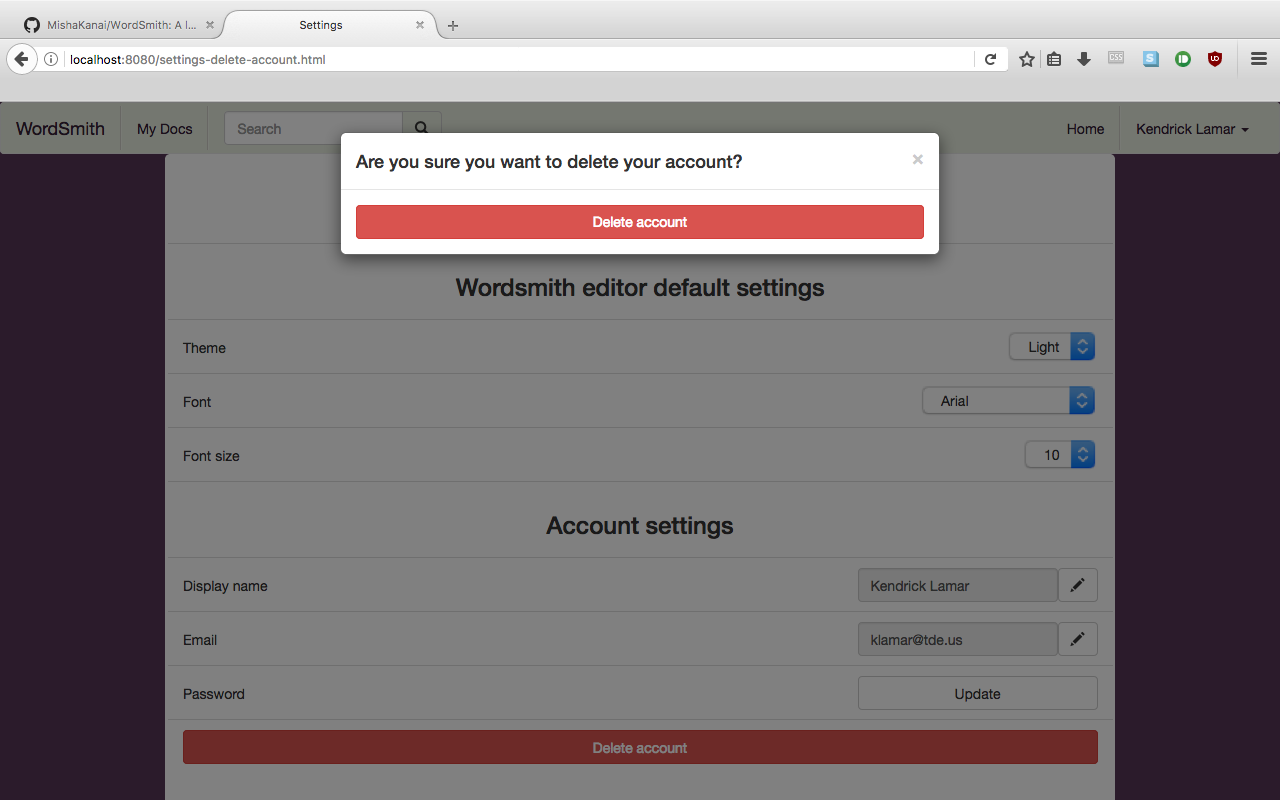 MishaKanai/WordSmith: A l...
Settings
localhost:8080/settings-delete-account.html
WordSmith
My Docs
Search
Home
Kendrick Lamar
Are you sure you want to delete your account?
×
Delete account
Wordsmith editor default settings
Theme
Light
Font
Arial
Font size
10
Account settings
Display name
Kendrick Lamar
Email
klamar@tde.us
Password
Update
Delete account